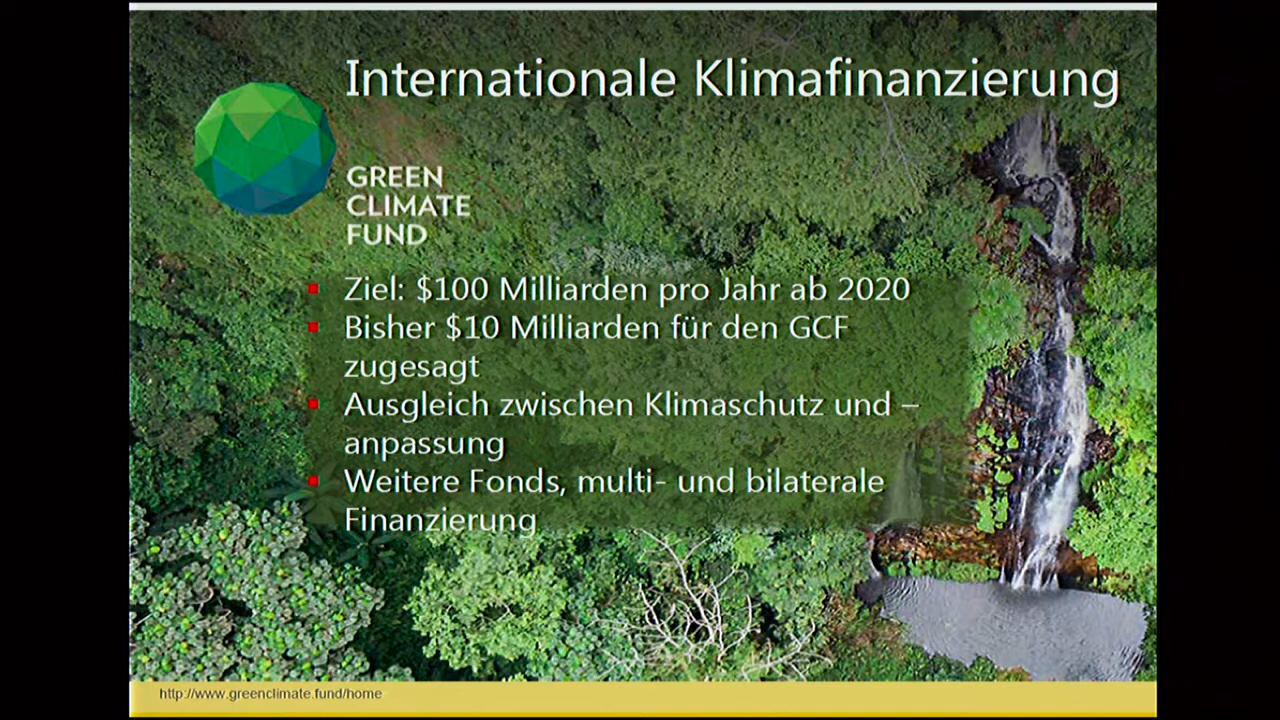 Internationale Klimafinanzierung
GREEN
CLIMATE
FUND
Ziel: $100 Milliarden pro Jahr ab 2020
Bisher $10 Milliarden für den GCF
zugesagt
Ausgleich zwischen Klimaschutz und –
anpassung
Weitere Fonds, multi- und bilaterale
Finanzierung
http://www.greenclimate.fund/home